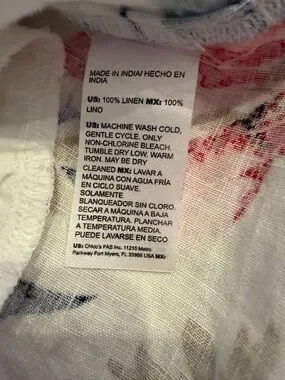 MADE IN INDIA/ HECHO EN
INDIA
US: 100% LINEN MX: 100%
LINO
US: MACHINE WASH COLD,
GENTLE CYCLE. ONLY
NON-CHLORINE BLEACH.
TUMBLE DRY LOW. WARM
IRON. MAY BE DRY
CLEANED MX: LAVAR A
MÁQUINA CON AGUA FRÍA
EN CICLO SUAVE.
SOLAMENTE
BLANQUEADOR SIN CLORO.
SECAR A MÁQUINA A BAJA
TEMPERATURA. PLANCHAR
A TEMPERATURA MEDIA.
PUEDE LAVARSE EN SECO
US: Chico's FAS Inc. 11215 Metro
Parkway Fort Myers, FL 33966 USA MX: